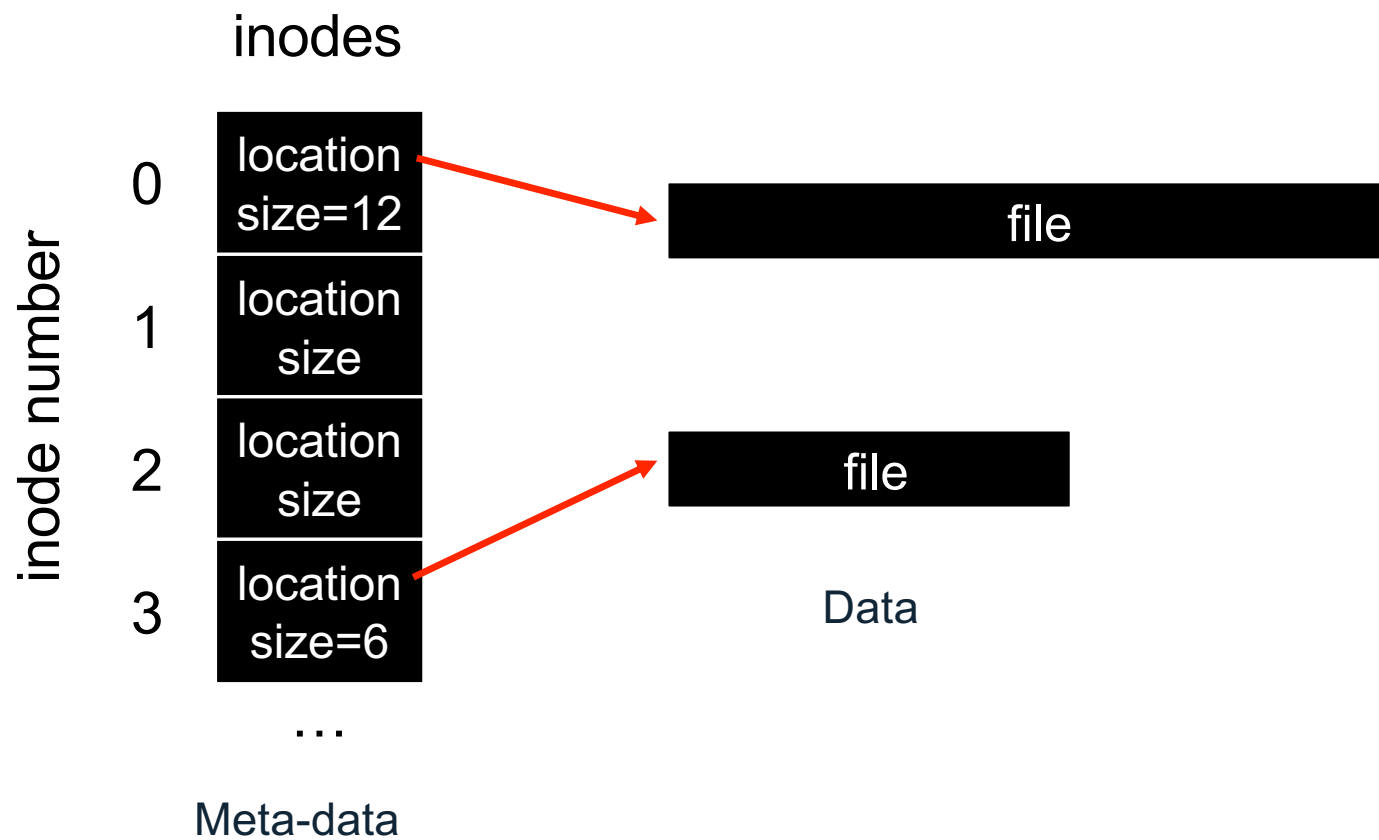 inodes
inode number
0
location
size=12
file
1
location
size
2
location
size
file
3
location
size=6
Data
…
Meta-data